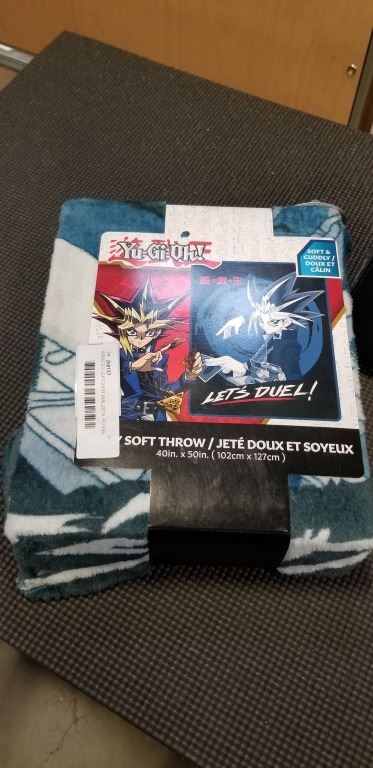 Yu-Gi-Oh!
SOFT &
CUDDLY /
DOUX ET
CÂLIN
LET'S DUEL!
SOFT THROW / JETÉ DOUX ET SOYEUX
40in. x 50in. ( 102cm x 127cm )